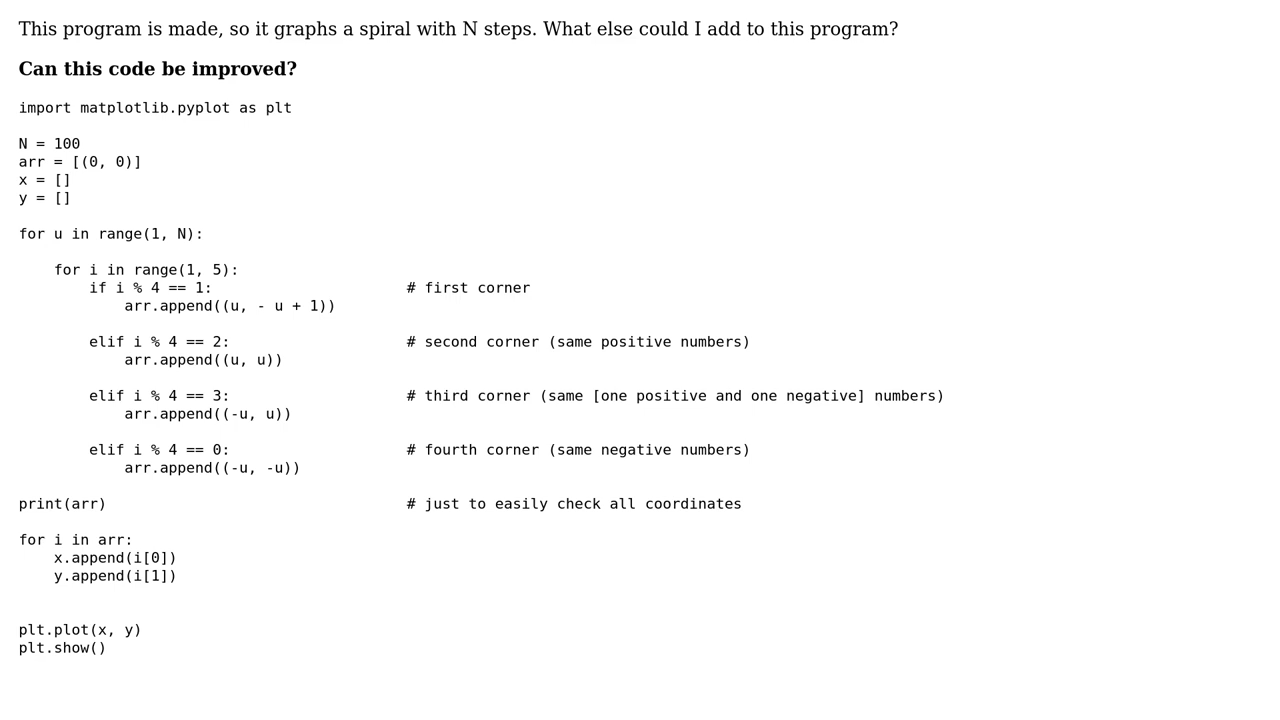 This program is made, so it graphs a spiral with N steps. What else could I add to this program?
Can this code be improved?
import matplotlib.pyplot as plt
N = 100
arr = [(0, 0)]
x = []
y = []
for u in range(1, N):
    for i in range(1, 5):
        if i % 4 == 1:                      # first corner
            arr.append((u, - u + 1))
        elif i % 4 == 2:                    # second corner (same positive numbers)
            arr.append((u, u))
        elif i % 4 == 3:                    # third corner (same [one positive and one negative] numbers)
            arr.append((-u, u))
        elif i % 4 == 0:                    # fourth corner (same negative numbers)
            arr.append((-u, -u))
print(arr)                                  # just to easily check all coordinates
for i in arr:
    x.append(i[0])
    y.append(i[1])
plt.plot(x, y)
plt.show()